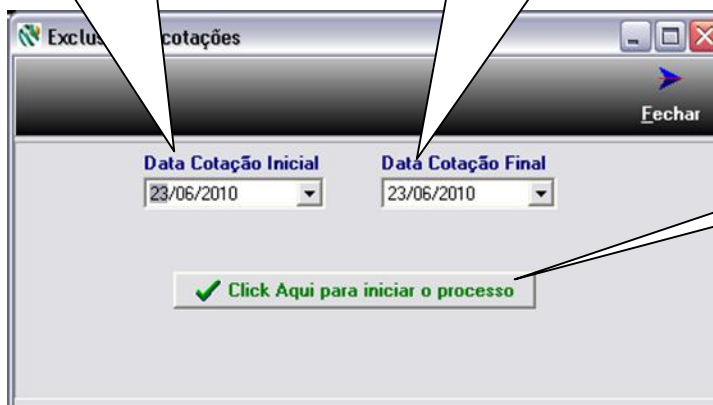 cotações
Fechar
Data Cotação Inicial Data Cotação Final
23/06/2010 23/06/2010
Click Aqui para iniciar o processo